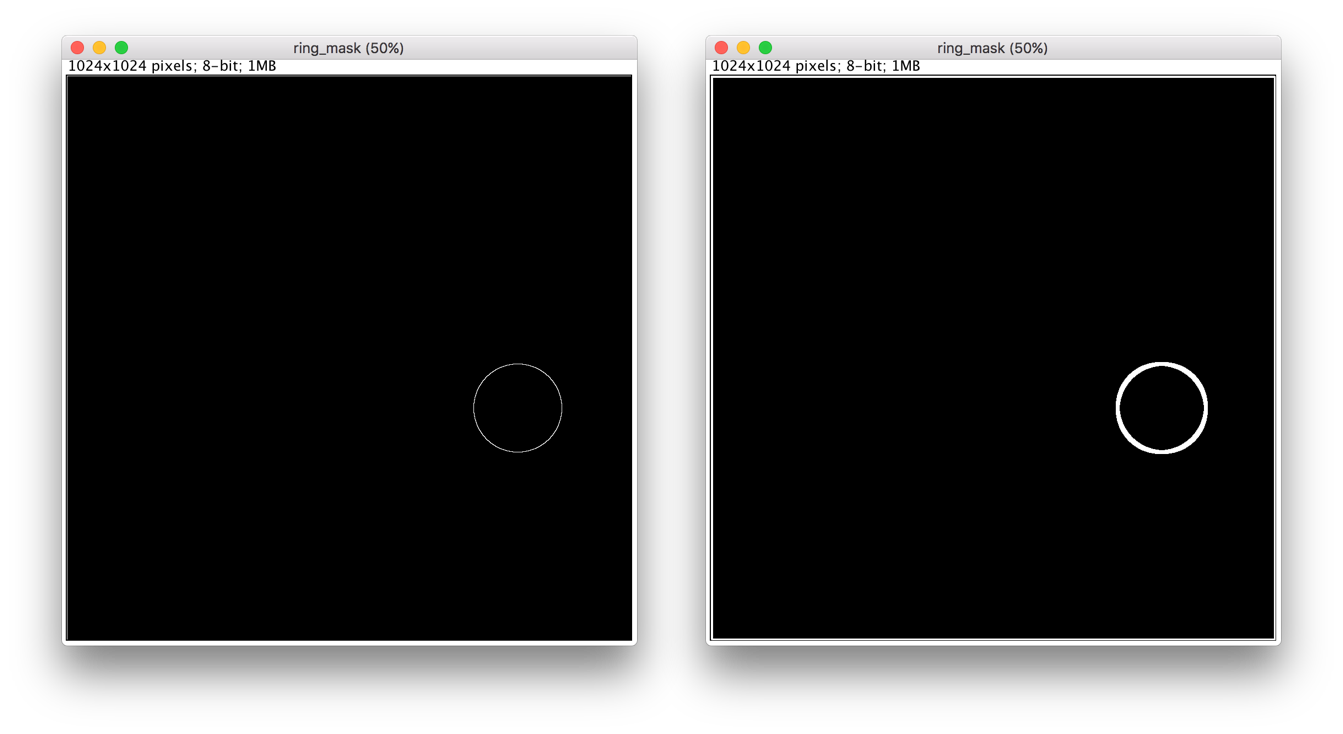 ring_mask (50%)
1024x1024 pixels; 8-bit; 1MB
ring_mask (50%)
1024x1024 pixels; 8-bit; 1MB